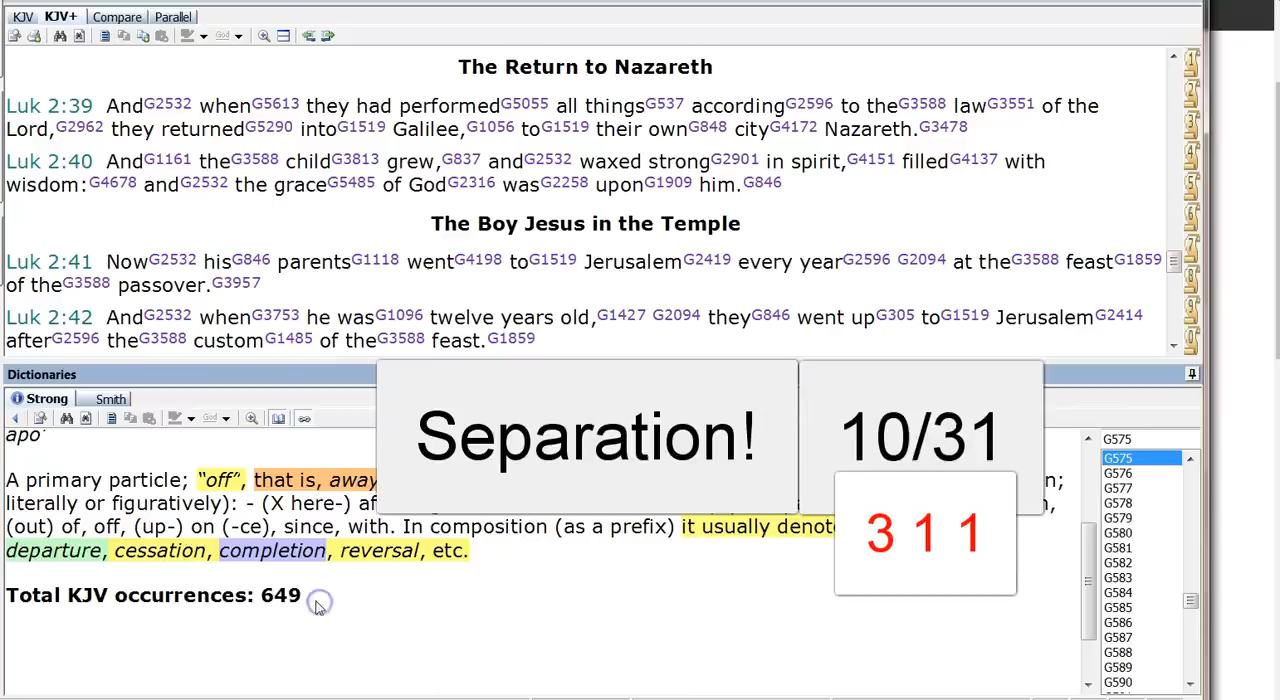 KJV KJV+ Compare Parallel
God
The Return to Nazareth
Luk 2:39 AndG2532 whenG5613 they had performedG5055 all thingsG537 accordingG2596 to theG3588 lawG3551 of the
Lord,G2962 they returnedG5290 intoG1519 Galilee,G1056 toG1519 their ownG848 cityG4172 Nazareth.G3478
Luk 2:40 AndG1161 theG3588 childG3813 grew,G837 andG2532 waxed strongG2901 in spirit,G4151 filledG4137 with
wisdom:G4678 andG2532 the graceG5485 of GodG2316 wasG2258 uponG1909 him.G846
The Boy Jesus in the Temple
Luk 2:41 NowG2532 hisG846 parentsG1118 wentG4198 toG1519 JerusalemG2419 every yearG2596 G2094 at theG3588 feastG1859
of theG3588 passover.G3957
Luk 2:42 AndG2532 whenG3753 he wasG1096 twelve years old,G1427 G2094 theyG846 went upG305 toG1519 JerusalemG2414
afterG2596 theG3588 customG1485 of theG3588 feast.G1859
Dictionaries
Strong Smith
God
apo'
A primary particle; “off”, that is, away
literally or figuratively): - (X here-)
(out) of, off, (up-) on (-ce), since, with. In composition (as a prefix) it usually
departure, cessation, completion, reversal, etc.
Total KJV occurrences: 649
Separation!
10/31
3 1 1
G575
G575
G576
G577
G578
G579
G580
G581
G582
G583
G584
G585
G586
G587
G588
G589
G590